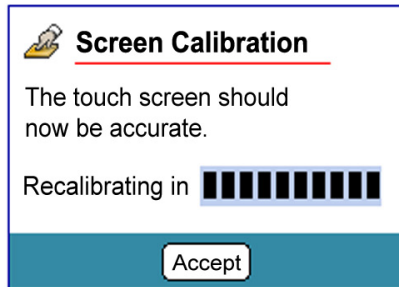 Screen Calibration
The touch screen should
now be accurate.
Recalibrating in
Accept